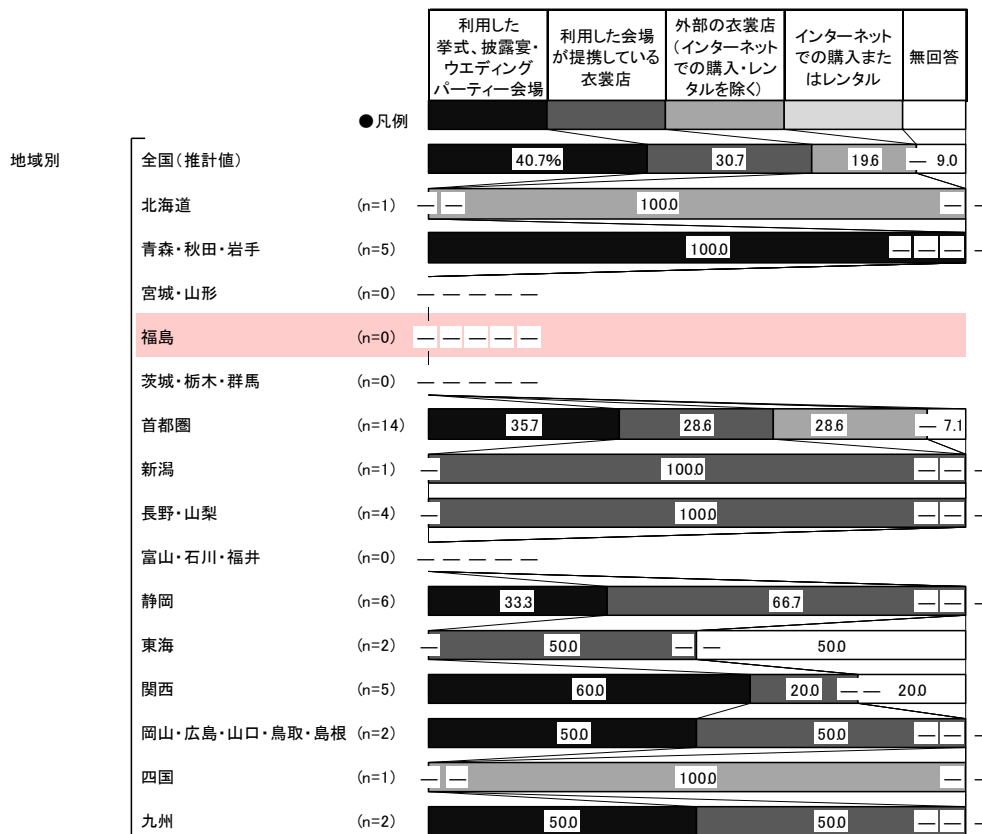 利用した
挙式、披露宴・
ウエディング
パーティー会場
利用した会場
が提携している
衣裳店
外部の衣裳店
（インターネット
での購入・レン
タルを除く）
インターネット
での購入また
はレンタル
無回答
●凡例
地域別
全国（推計値） 40.7% 30.7 19.6 — 9.0
北海道 (n=1) — — 100.0 — —
青森・秋田・岩手 (n=5) 100.0 — — — —
宮城・山形 (n=0) — — — — —
福島 (n=0) — — — — —
茨城・栃木・群馬 (n=0) — — — — —
首都圏 (n=14) 35.7 28.6 28.6 — 7.1
新潟 (n=1) — 100.0 — — —
長野・山梨 (n=4) — 100.0 — — —
富山・石川・福井 (n=0) — — — — —
静岡 (n=6) 33.3 66.7 — — —
東海 (n=2) — 50.0 — — 50.0
関西 (n=5) 60.0 20.0 — — 20.0
岡山・広島・山口・鳥取・島根 (n=2) 50.0 50.0 — — —
四国 (n=1) — — 100.0 — —
九州 (n=2) 50.0 50.0 — — —